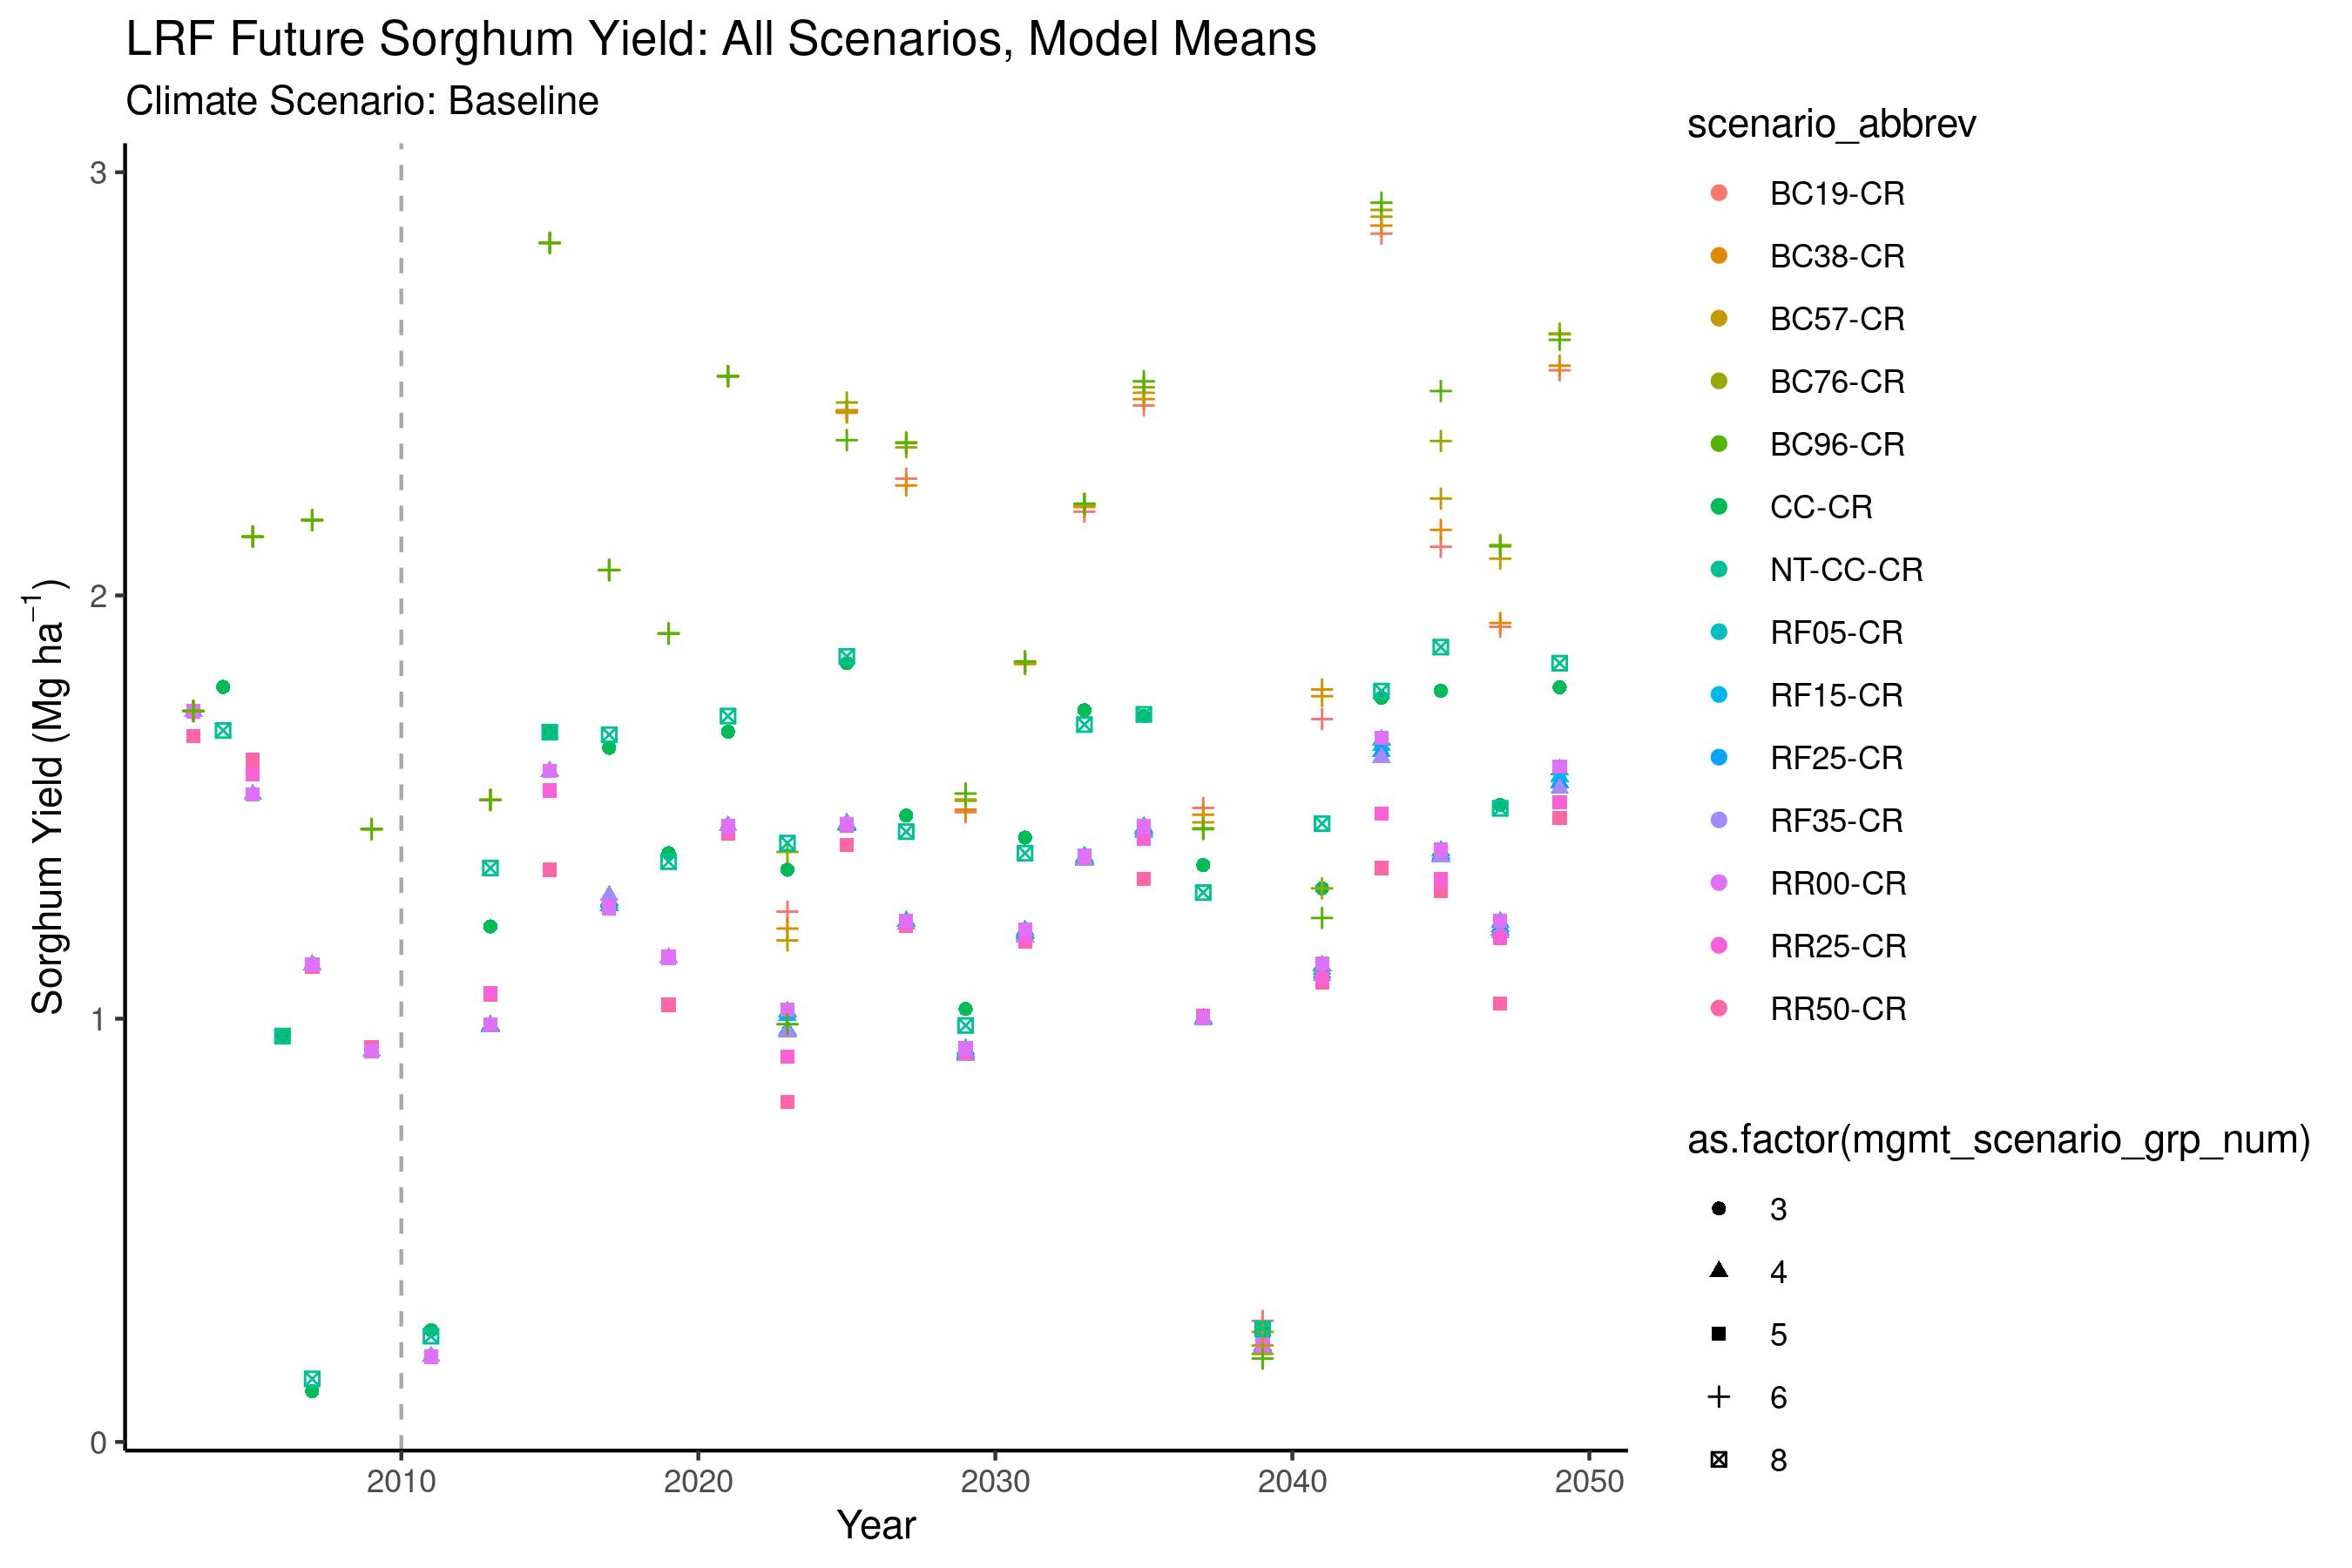 LRF Future Sorghum Yield: All Scenarios, Model Means
Climate Scenario: Baseline
Sorghum Yield (Mg ha⁻¹)
3
2
1
0
2010
2020
2030
2040
2050
Year
scenario_abbrev
BC19-CR
BC38-CR
BC57-CR
BC76-CR
BC96-CR
CC-CR
NT-CC-CR
RF05-CR
RF15-CR
RF25-CR
RF35-CR
RR00-CR
RR25-CR
RR50-CR
as.factor(mgmt_scenario_grp_num)
3
4
5
6
8